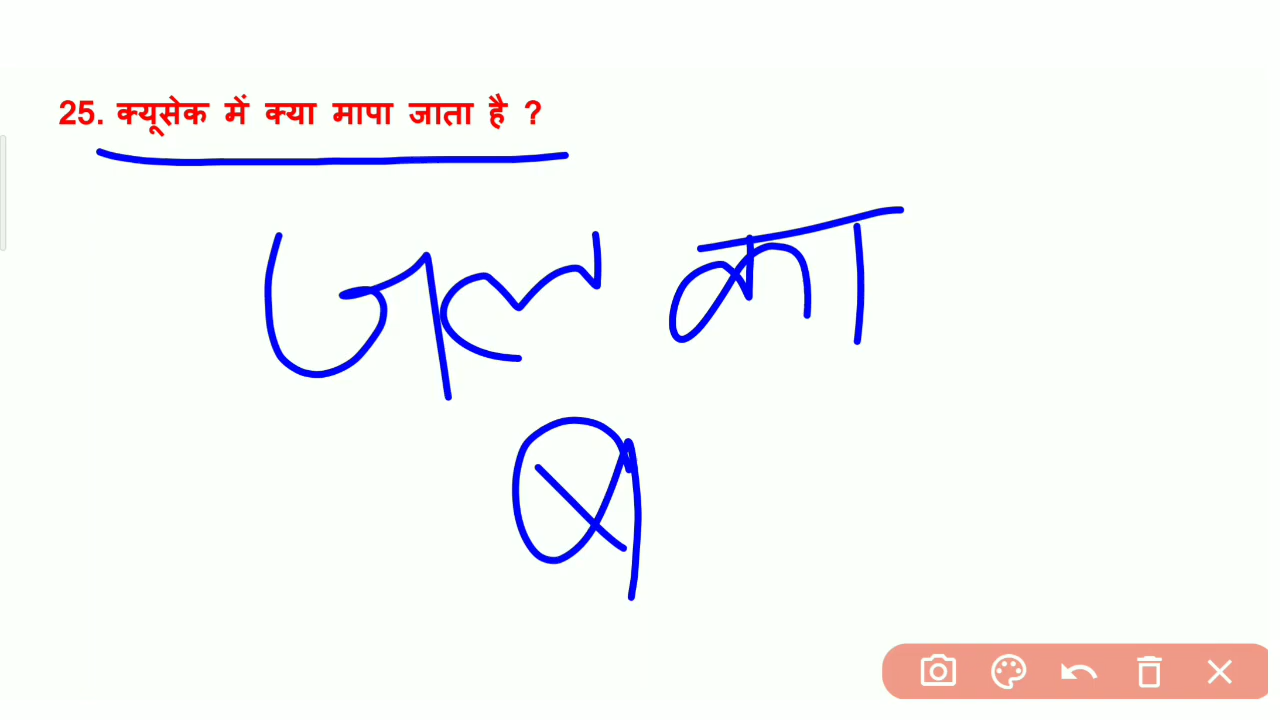 25. क्यूसेक में क्या मापा जाता है ?
जल का